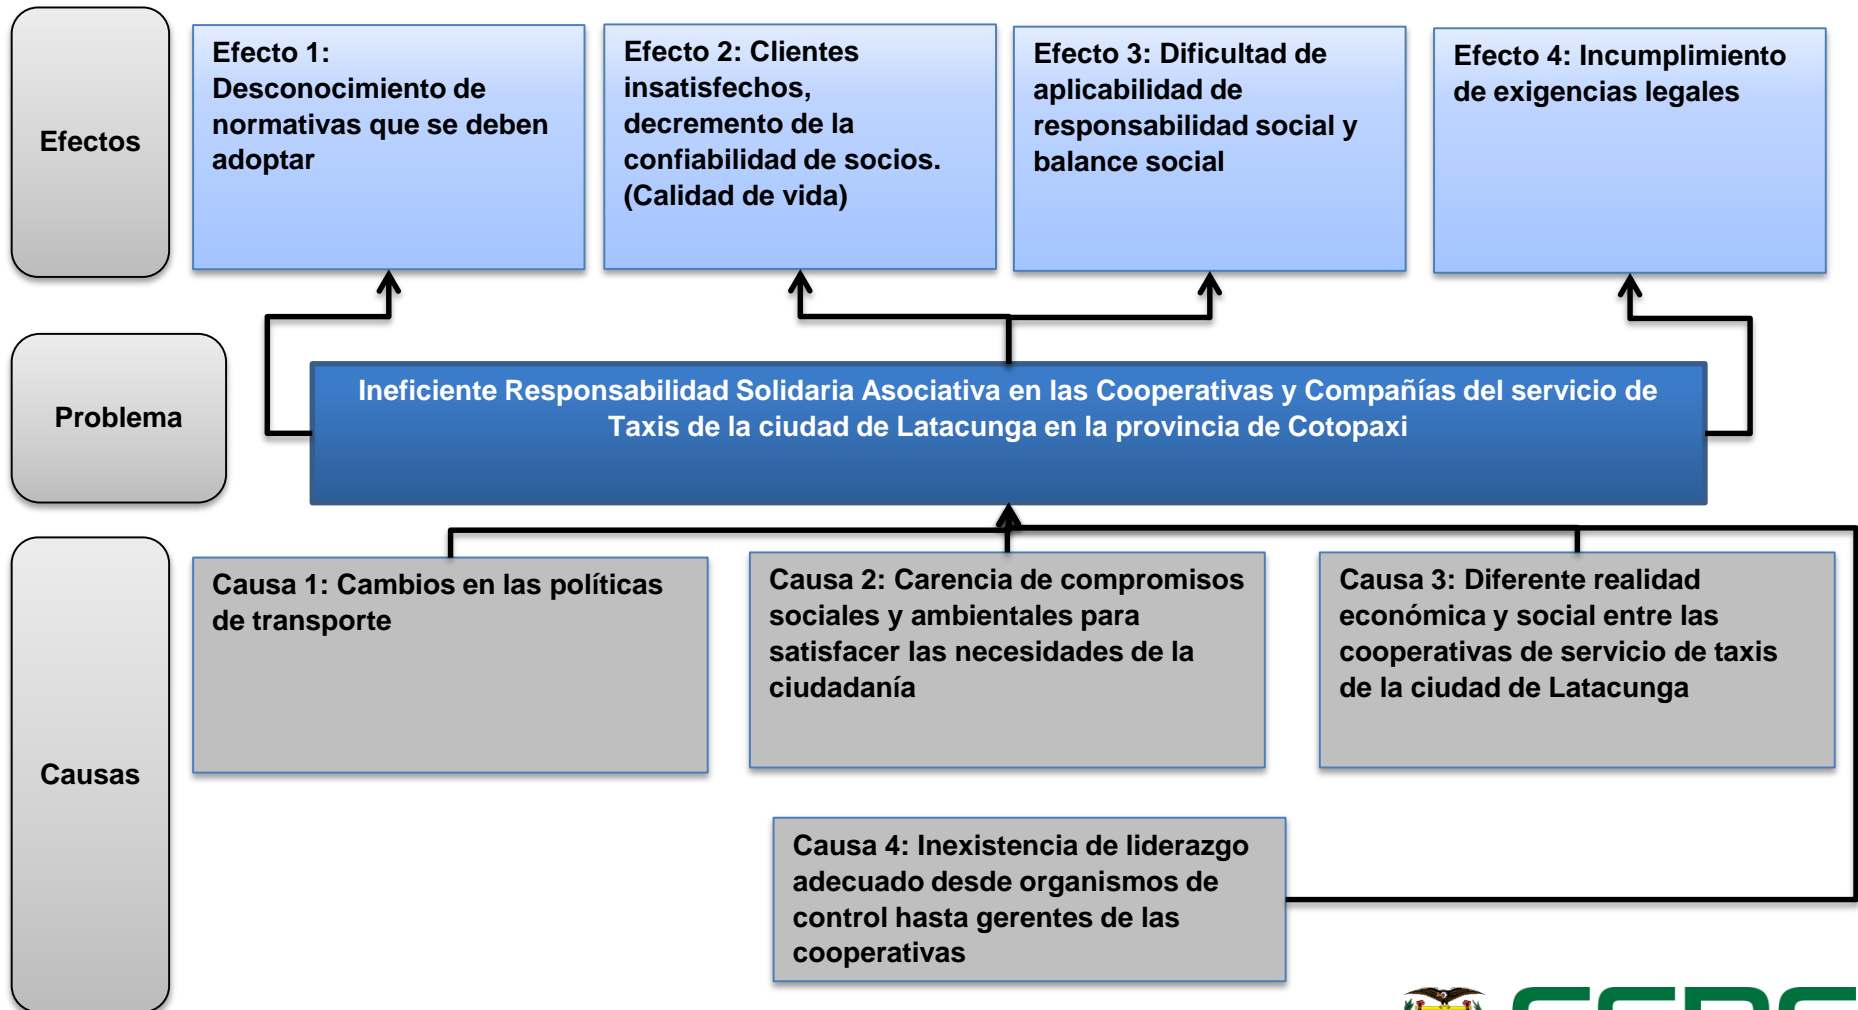 Efectos
Efecto 1:
Desconocimiento de
normativas que se deben
adoptar
Efecto 2: Clientes
insatisfechos,
decremento de la
confiabilidad de socios.
(Calidad de vida)
Efecto 3: Dificultad de
aplicabilidad de
responsabilidad social y
balance social
Efecto 4: Incumplimiento
de exigencias legales
Problema
Ineficiente Responsabilidad Solidaria Asociativa en las Cooperativas y Compañías del servicio de
Taxis de la ciudad de Latacunga en la provincia de Cotopaxi
Causas
Causa 1: Cambios en las políticas
de transporte
Causa 2: Carencia de compromisos
sociales y ambientales para
satisfacer las necesidades de la
ciudadanía
Causa 3: Diferente realidad
económica y social entre las
cooperativas de servicio de taxis
de la ciudad de Latacunga
Causa 4: Inexistencia de liderazgo
adecuado desde organismos de
control hasta gerentes de las
cooperativas